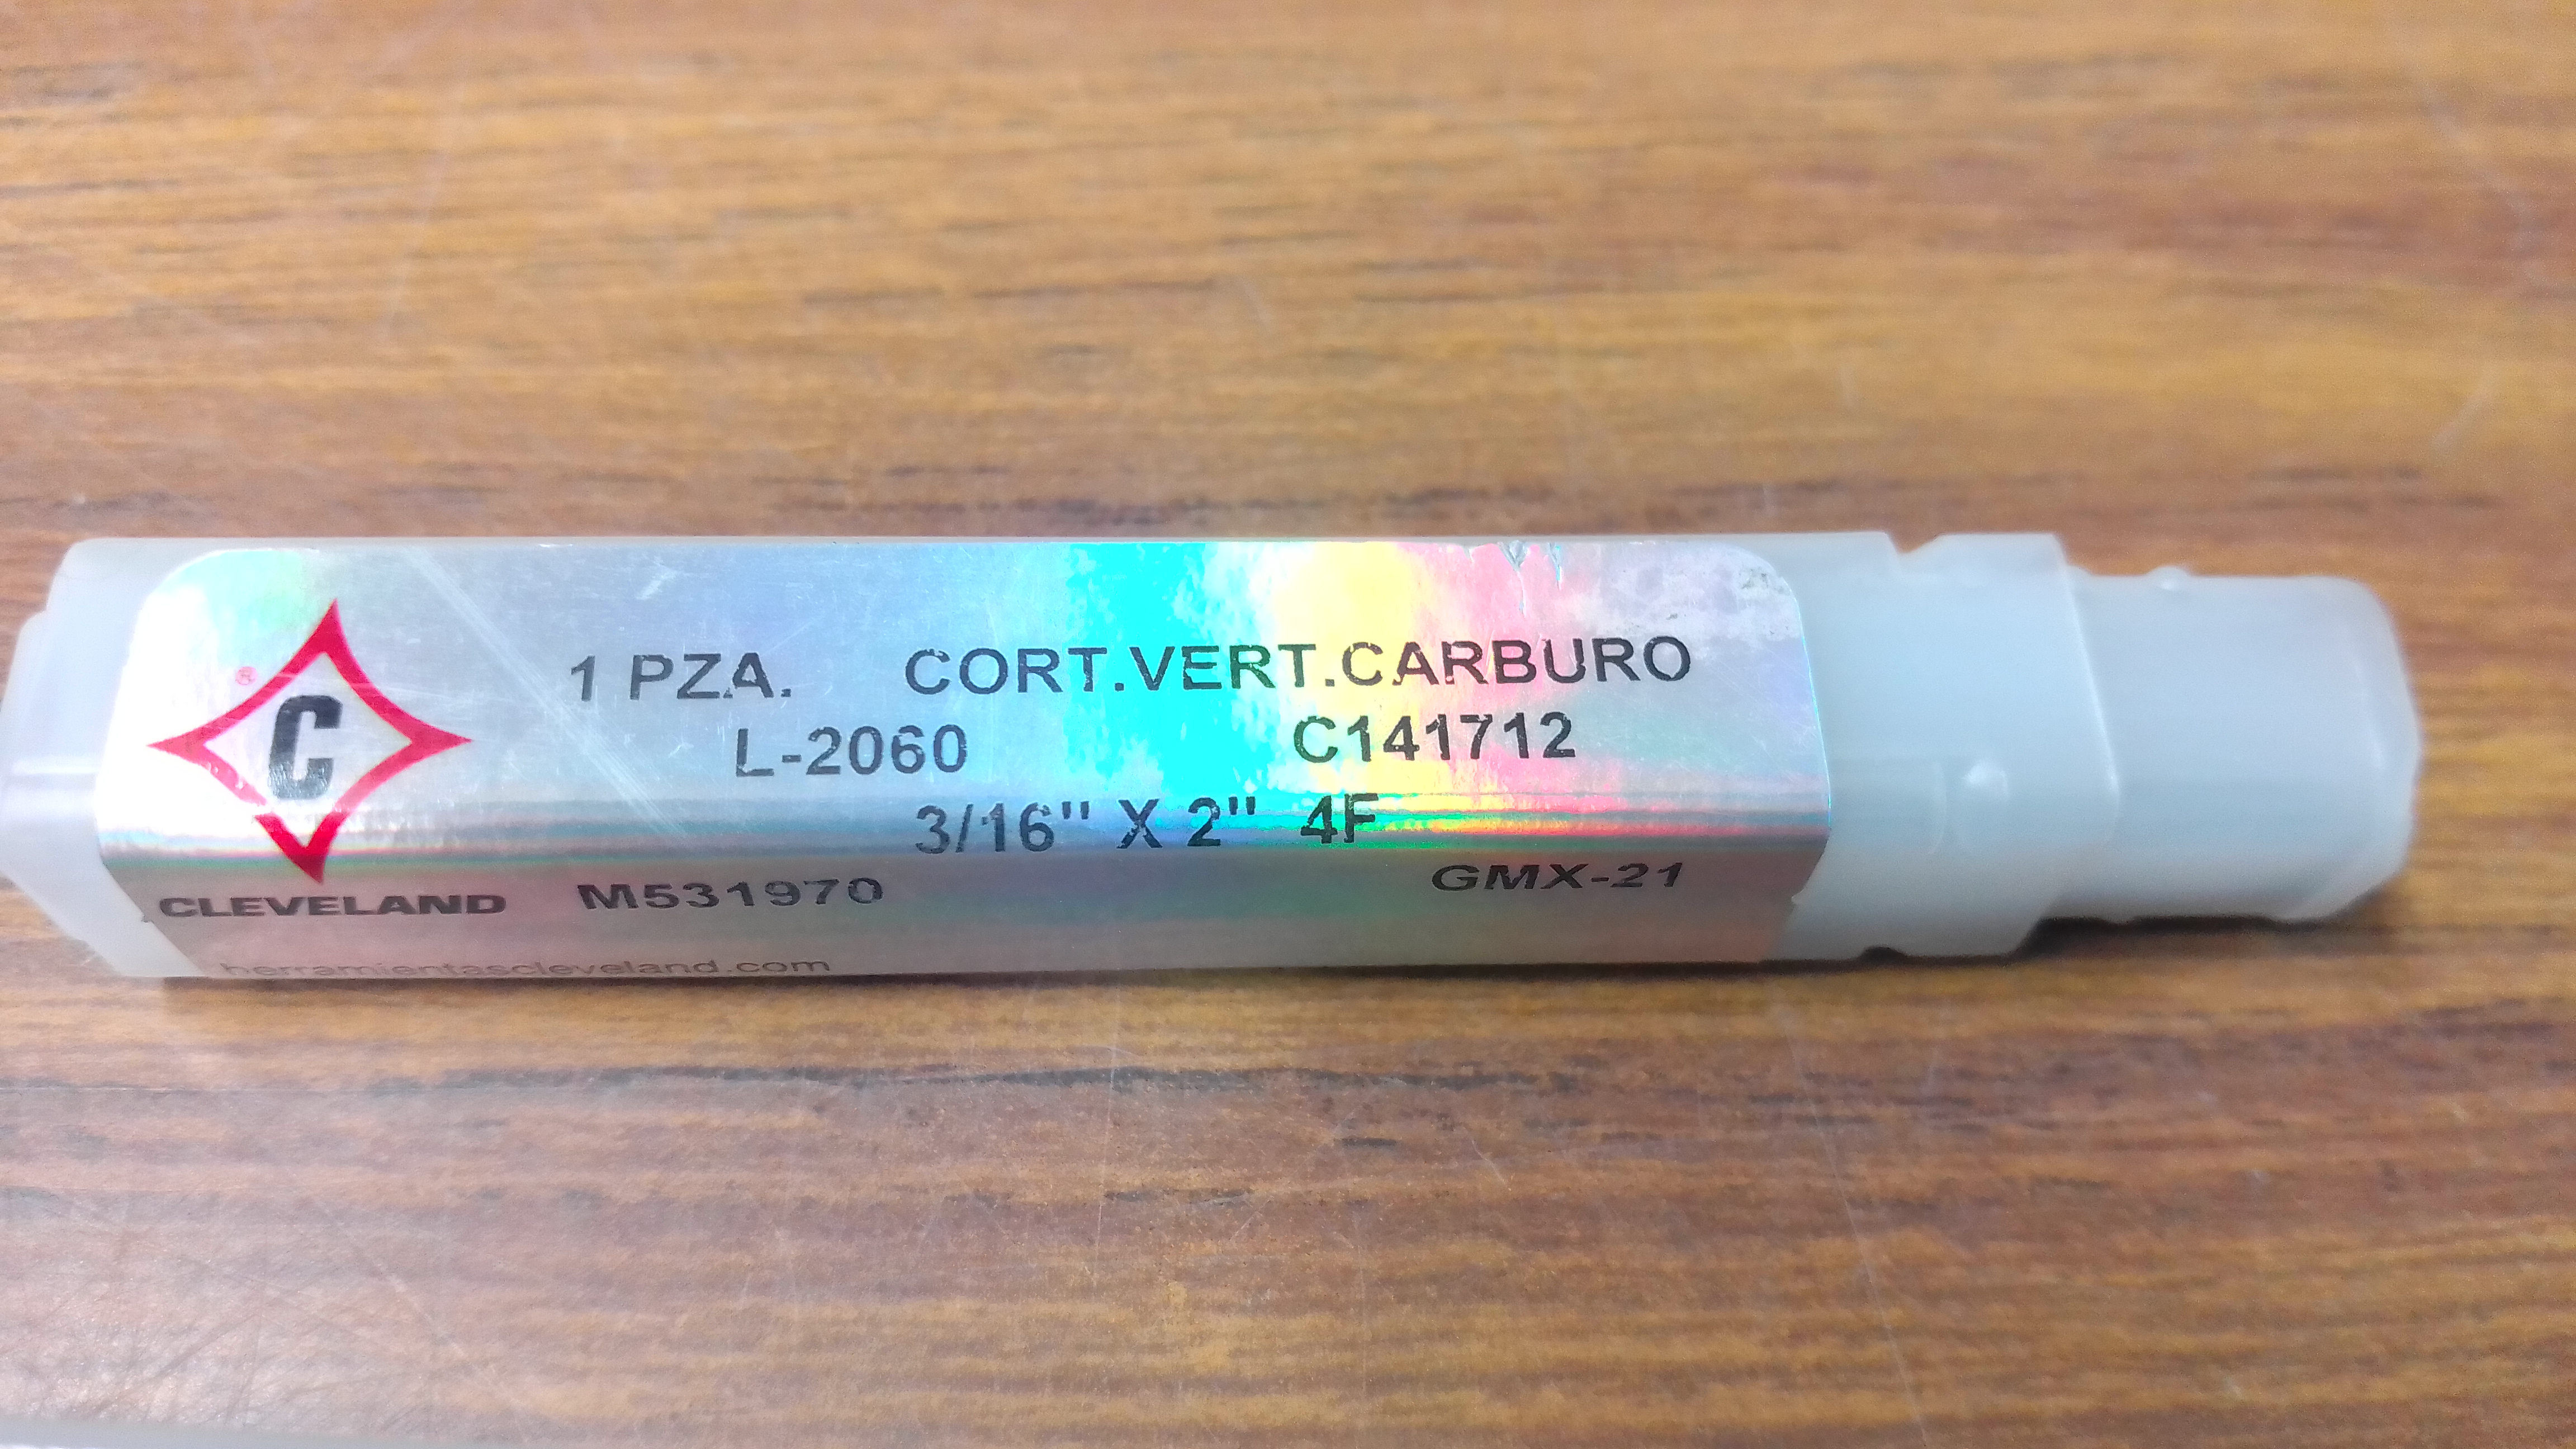 1 PZA. CORT.VERT.CARBURO
L-2060 C141712
3/16" X 2" 4F
M531970 GMX-21
® C
CLEVELAND
herramientascleveland.com